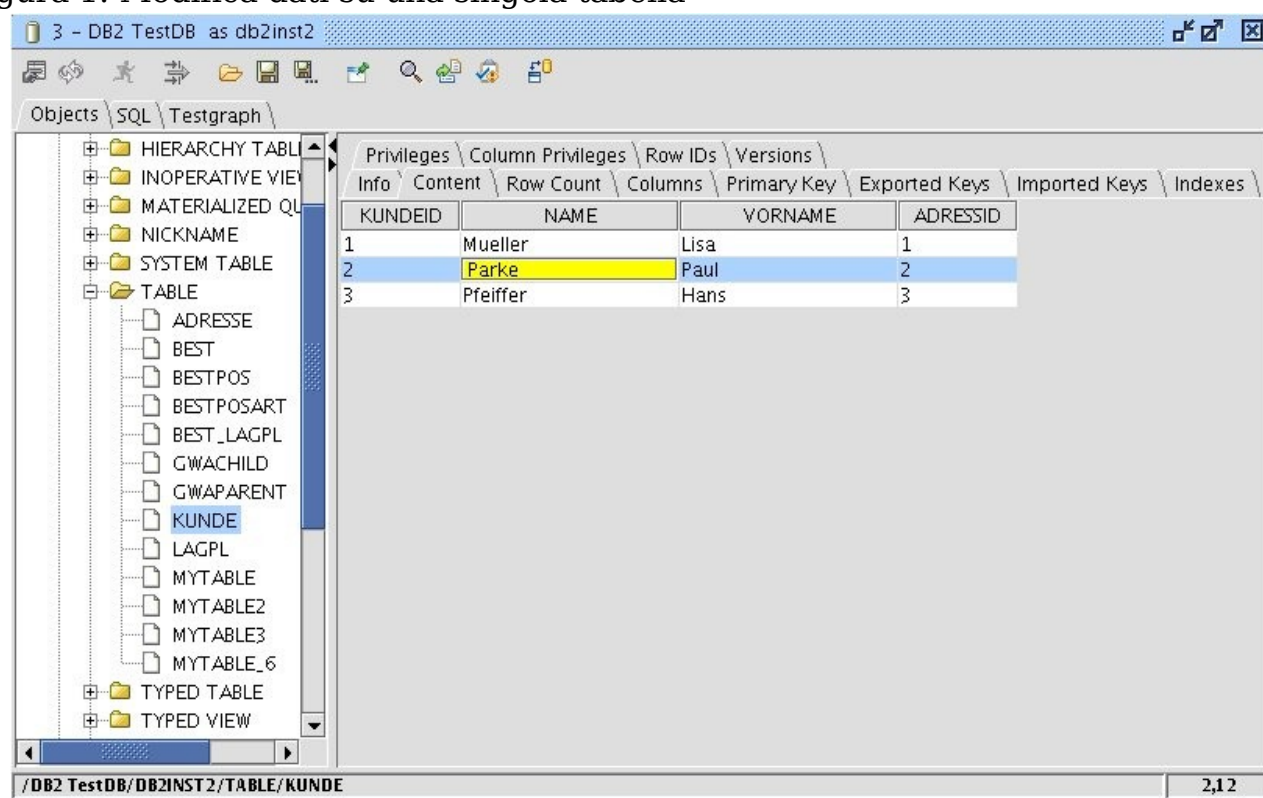 3 – DB2 TestDB as db2inst2
Objects SQL Testgraph
HIERARCHY TABL
INOPERATIVE VIE
MATERIALIZED QU
NICKNAME
SYSTEM TABLE
TABLE
ADRESSE
BEST
BESTPOS
BESTPOSART
BEST_LAGPL
GWACHILD
GWAPARENT
KUNDE
LAGPL
MYTABLE
MYTABLE2
MYTABLE3
MYTABLE_6
TYPED TABLE
TYPED VIEW
Privileges Column Privileges Row IDs Versions
Info Content Row Count Columns Primary Key Exported Keys Imported Keys Indexes
KUNDEID NAME VORNAME ADRESSID
1 Mueller Lisa 1
2 Parke Paul 2
3 Pfeiffer Hans 3
/DB2 TestDB/DB2INST2/TABLE/KUNDE 2,12